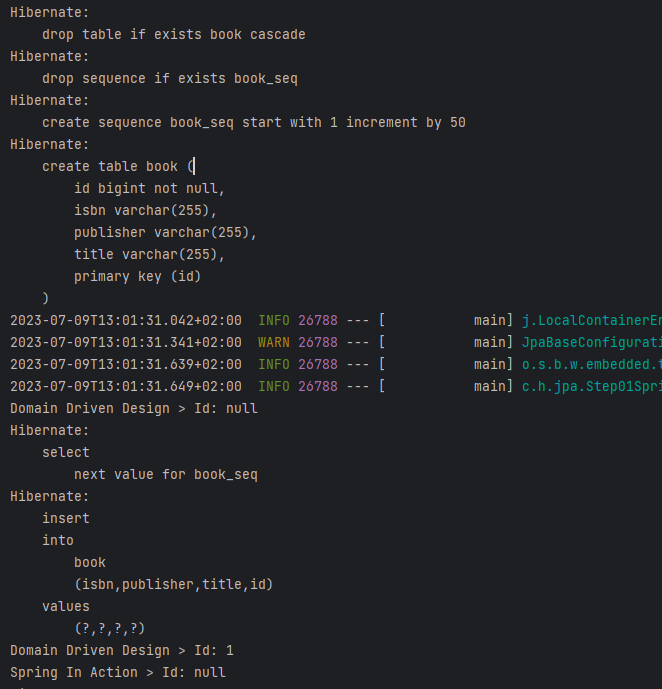 Hibernate:
drop table if exists book cascade
Hibernate:
drop sequence if exists book_seq
Hibernate:
create sequence book_seq start with 1 increment by 50
Hibernate:
create table book (
id bigint not null,
isbn varchar(255),
publisher varchar(255),
title varchar(255),
primary key (id)
)
2023-07-09T13:01:31.042+02:00  INFO 26788 --- [           main] j.LocalContainerEn
2023-07-09T13:01:31.341+02:00  WARN 26788 --- [           main] JpaBaseConfigurati
2023-07-09T13:01:31.639+02:00  INFO 26788 --- [           main] o.s.b.w.embedded.t
2023-07-09T13:01:31.649+02:00  INFO 26788 --- [           main] c.h.jpa.Step01Spri
Domain Driven Design > Id: null
Hibernate:
select
next value for book_seq
Hibernate:
insert
into
book
(isbn,publisher,title,id)
values
(?,?,?,?)
Domain Driven Design > Id: 1
Spring In Action > Id: null